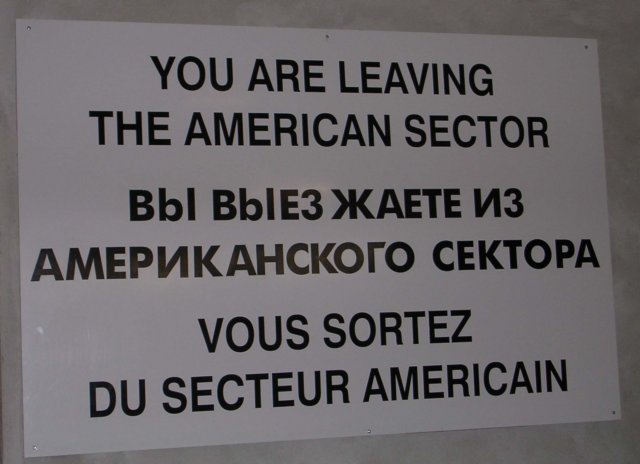 YOU ARE LEAVING
THE AMERICAN SECTOR
ВЫ ВЫЕЗЖАЕТЕ ИЗ
АМЕРИКАНСКОГО СЕКТОРА
VOUS SORTEZ
DU SECTEUR AMERICAIN